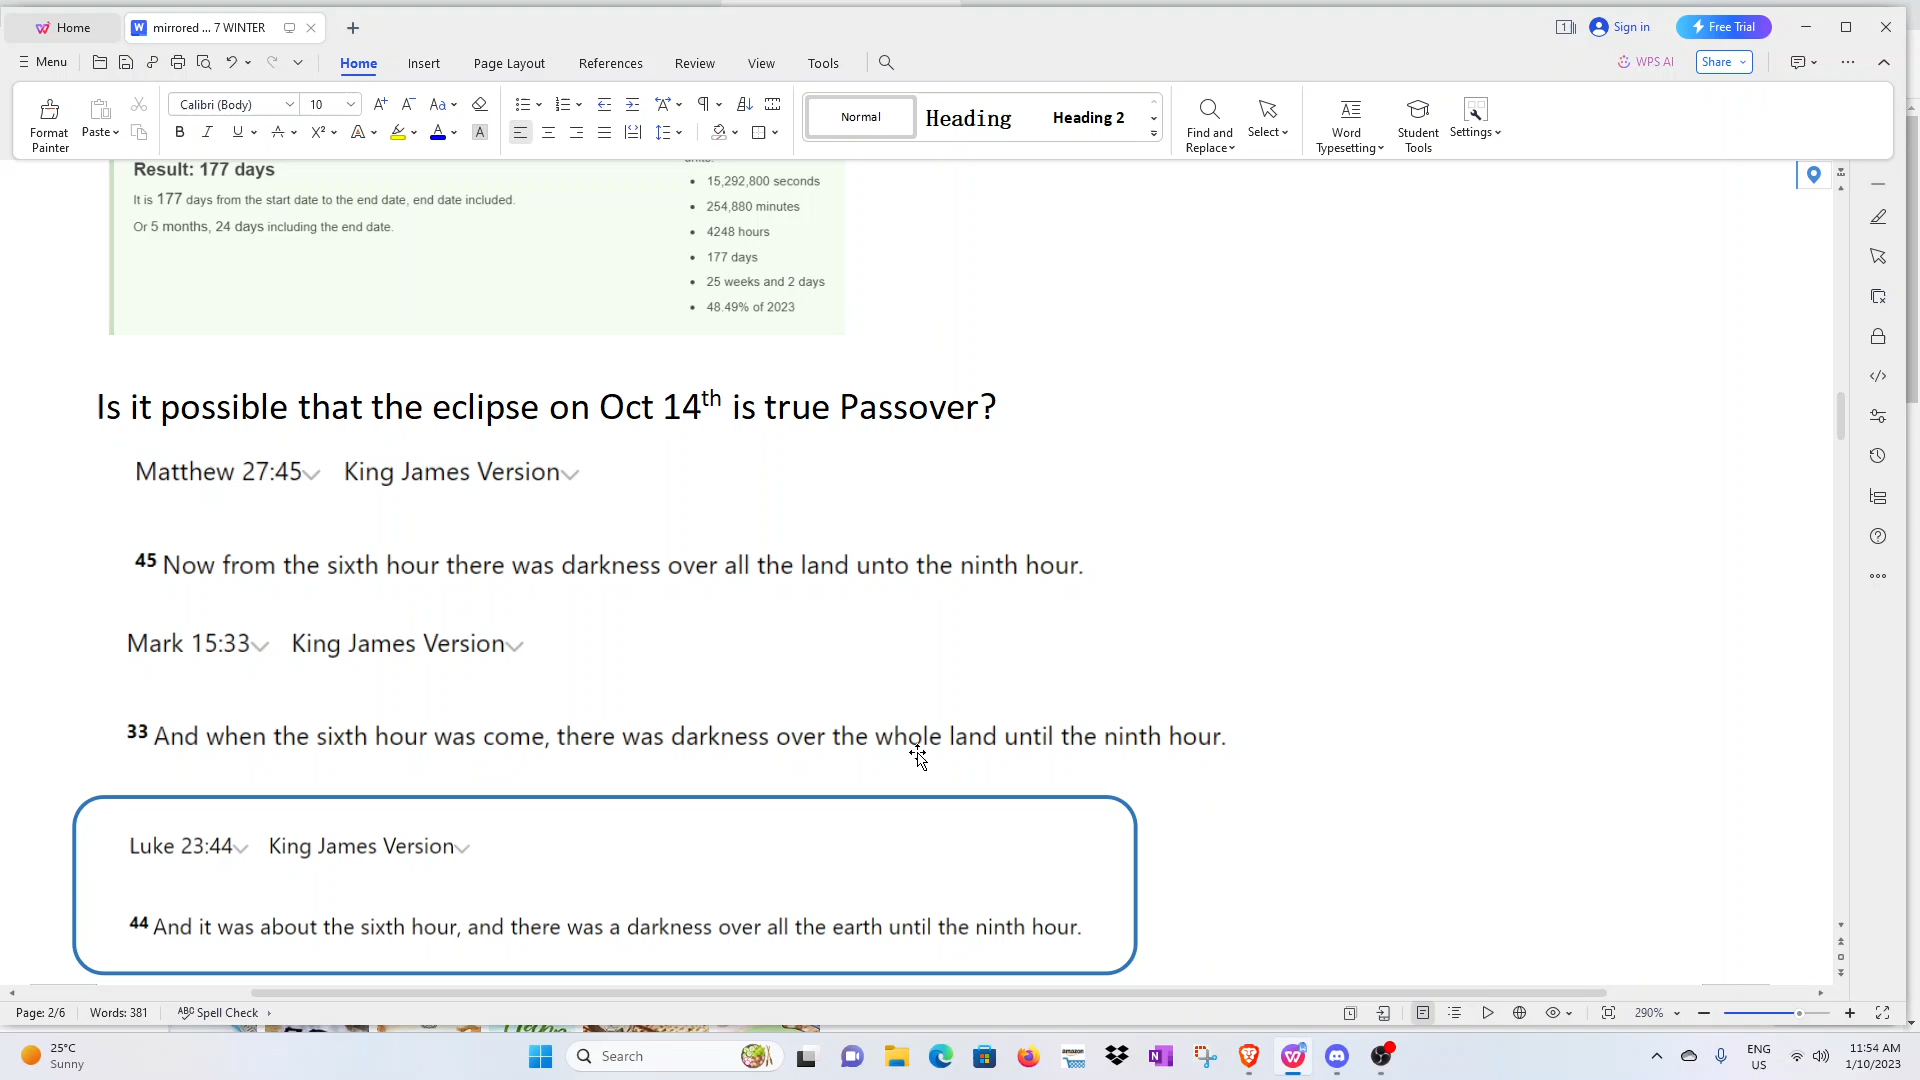 Home
mirrored ... 7 WINTER
1
Sign in
Free Trial
Menu
Home
Insert
Page Layout
References
Review
View
Tools
WPS AI
Share
Format Painter
Paste
Calibri (Body)
10
Normal
Heading
Heading 2
Find and Replace
Select
Word Typesetting
Student Tools
Settings
Result: 177 days
It is 177 days from the start date to the end date, end date included.
Or 5 months, 24 days including the end date.
units:
15,292,800 seconds
254,880 minutes
4248 hours
177 days
25 weeks and 2 days
48.49% of 2023
Is it possible that the eclipse on Oct 14th is true Passover?
Matthew 27:45 King James Version
45 Now from the sixth hour there was darkness over all the land unto the ninth hour.
Mark 15:33 King James Version
33 And when the sixth hour was come, there was darkness over the whole land until the ninth hour.
Luke 23:44 King James Version
44 And it was about the sixth hour, and there was a darkness over all the earth until the ninth hour.
Page: 2/6
Words: 381
Spell Check
290%
25°C
Sunny
Search
amazon
ENG
US
11:54 AM
1/10/2023